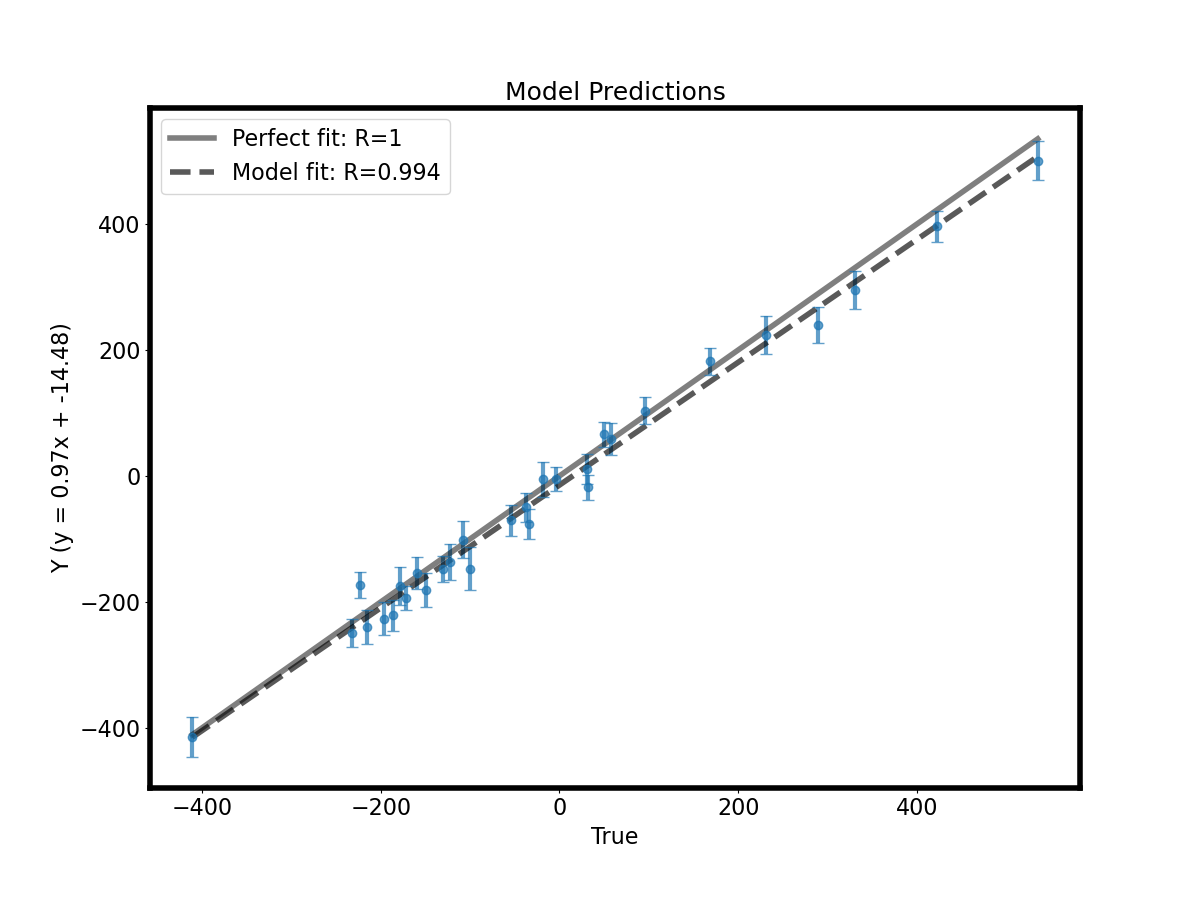 Model Predictions
Perfect fit: R=1
Model fit: R=0.994
Y (y = 0.97x + -14.48)
400
200
0
−200
−400
−400 −200 0 200 400
True